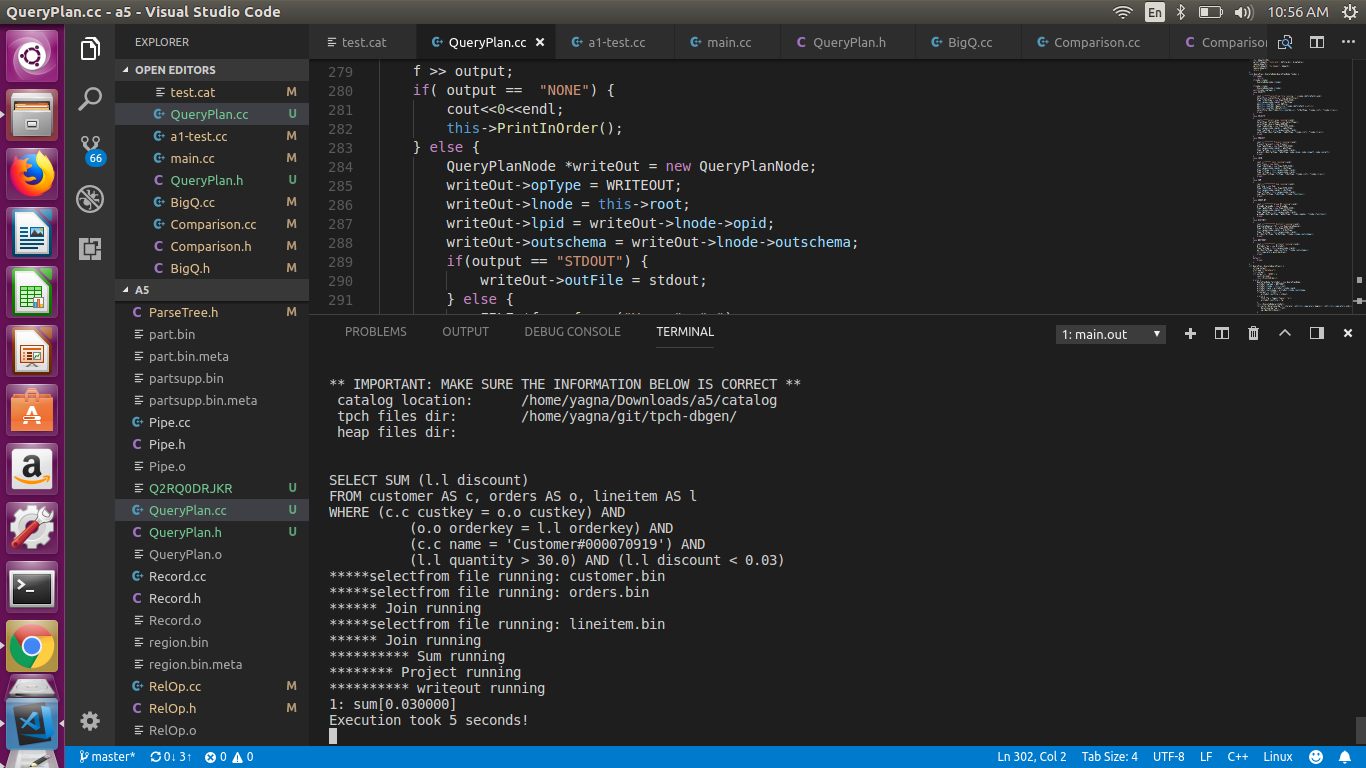 QueryPlan.cc - a5 - Visual Studio Code
En
10:56 AM
EXPLORER
OPEN EDITORS
test.cat M
QueryPlan.cc U
a1-test.cc M
main.cc M
QueryPlan.h U
BigQ.cc M
Comparison.cc M
Comparison.h M
BigQ.h M
A5
ParseTree.h M
part.bin
part.bin.meta
partsupp.bin
partsupp.bin.meta
Pipe.cc
Pipe.h
Pipe.o
Q2RQ0DRJKR U
QueryPlan.cc U
QueryPlan.h U
QueryPlan.o
Record.cc
Record.h
Record.o
region.bin
region.bin.meta
RelOp.cc M
RelOp.h M
RelOp.o
66
test.cat QueryPlan.cc a1-test.cc main.cc QueryPlan.h BigQ.cc Comparison.cc Comparison
279 f >> output;
280 if( output == "NONE") {
281 cout<<0<<endl;
282 this->PrintInOrder();
283 } else {
284 QueryPlanNode *writeOut = new QueryPlanNode;
285 writeOut->opType = WRITEOUT;
286 writeOut->lnode = this->root;
287 writeOut->lpid = writeOut->lnode->opid;
288 writeOut->outschema = writeOut->lnode->outschema;
289 if(output == "STDOUT") {
290 writeOut->outFile = stdout;
291 } else {
PROBLEMS OUTPUT DEBUG CONSOLE TERMINAL
1: main.out
** IMPORTANT: MAKE SURE THE INFORMATION BELOW IS CORRECT **
catalog location: /home/yagna/Downloads/a5/catalog
tpch files dir: /home/yagna/git/tpch-dbgen/
heap files dir:
SELECT SUM (l.l discount)
FROM customer AS c, orders AS o, lineitem AS l
WHERE (c.c custkey = o.o custkey) AND
(o.o orderkey = l.l orderkey) AND
(c.c name = 'Customer#000070919') AND
(l.l quantity > 30.0) AND (l.l discount < 0.03)
*****selectfrom file running: customer.bin
*****selectfrom file running: orders.bin
****** Join running
*****selectfrom file running: lineitem.bin
****** Join running
********** Sum running
******** Project running
********** writeout running
1: sum[0.030000]
Execution took 5 seconds!
master* 0↓ 3↑ 0 0
Ln 302, Col 2 Tab Size: 4 UTF-8 LF C++ Linux